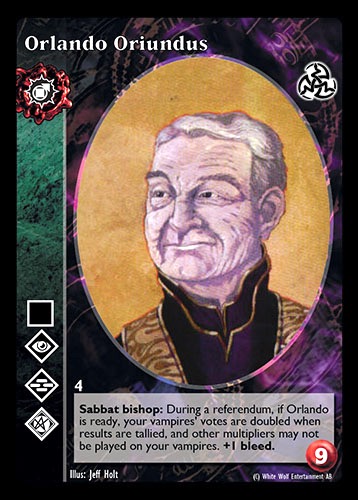 Orlando Oriundus
4
Sabbat bishop: During a referendum, if Orlando
is ready, your vampires' votes are doubled when
results are tallied, and other multipliers may not
be played on your vampires. +1 bleed.
9
Illus: Jeff Holt
(C) White Wolf Entertainment AB